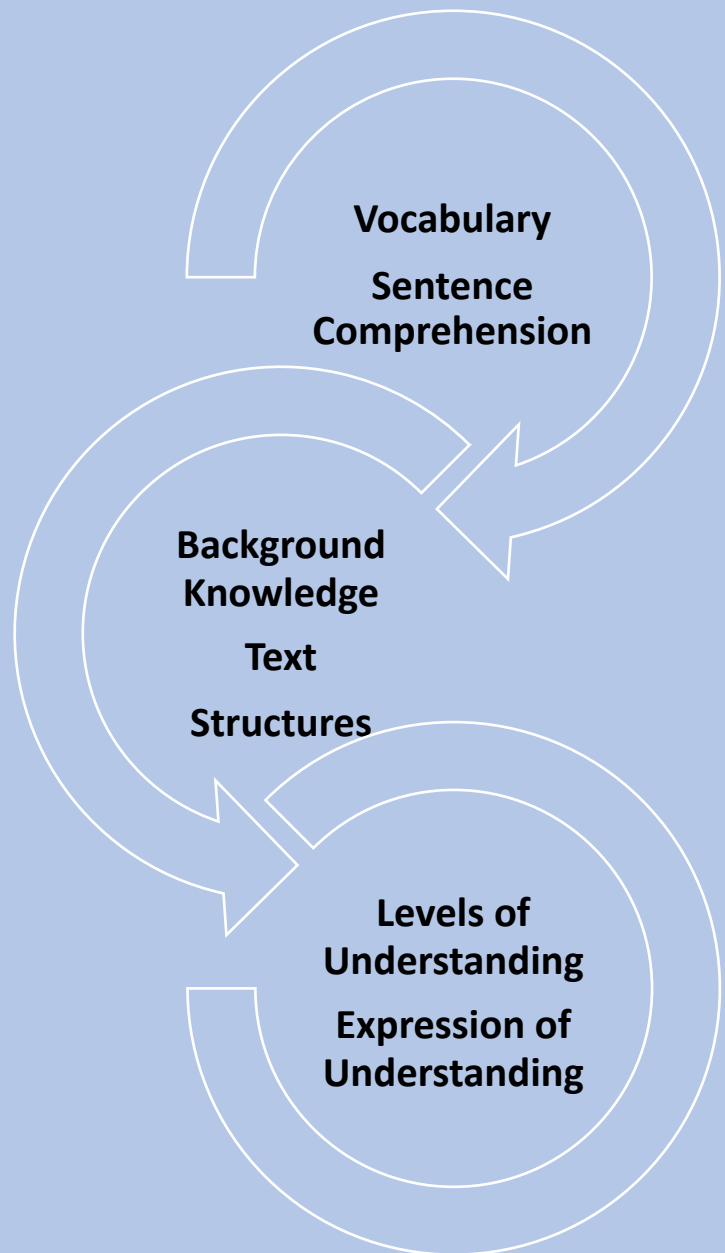 Vocabulary
Sentence
Comprehension
Background
Knowledge
Text
Structures
Levels of
Understanding
Expression of
Understanding